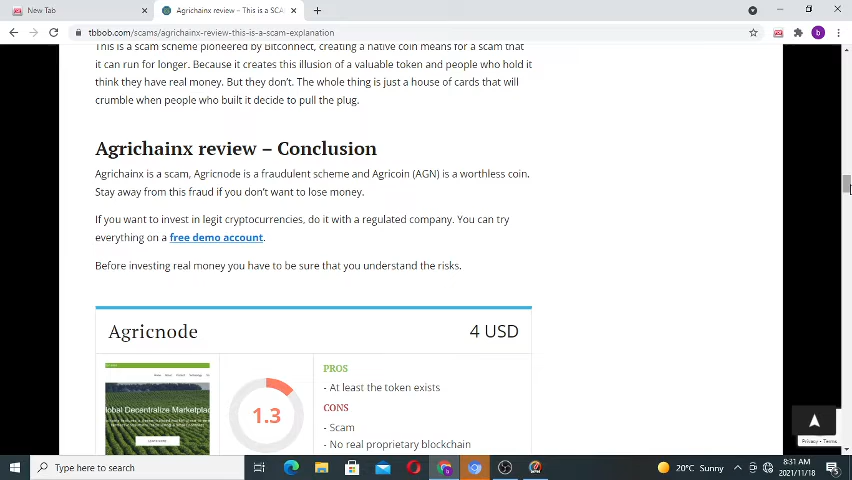 New Tab
Agrichainx review – This is a SCA
tbbob.com/scams/agrichainx-review-this-is-a-scam-explanation
b
This is a scam scheme pioneered by Bitconnect, creating a native coin means for a scam that
it can run for longer. Because it creates this illusion of a valuable token and people who hold it
think they have real money. But they don't. The whole thing is just a house of cards that will
crumble when people who built it decide to pull the plug.
Agrichainx review – Conclusion
Agrichainx is a scam, Agricnode is a fraudulent scheme and Agricoin (AGN) is a worthless coin.
Stay away from this fraud if you don't want to lose money.
If you want to invest in legit cryptocurrencies, do it with a regulated company. You can try
everything on a free demo account.
Before investing real money you have to be sure that you understand the risks.
Agricnode
4 USD
lobal Decentralize Marketplac
1.3
PROS
- At least the token exists
CONS
- Scam
- No real proprietary blockchain
Privacy • Terms
Type here to search
20°C Sunny
8:31 AM
2021/11/18
5